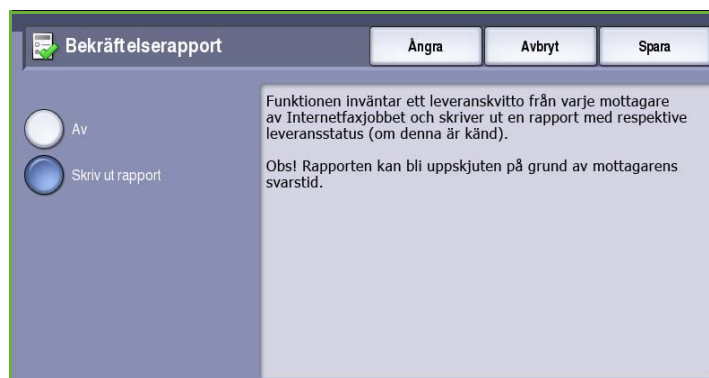 Bekräftelserapport
Ångra
Avbryt
Spara
Av
Skriv ut rapport
Funktionen inväntar ett leveranskvitto från varje mottagare
av Internetfaxjobbet och skriver ut en rapport med respektive
leveransstatus (om denna är känd).
Obs! Rapporten kan bli uppskjuten på grund av mottagarens
svarstid.